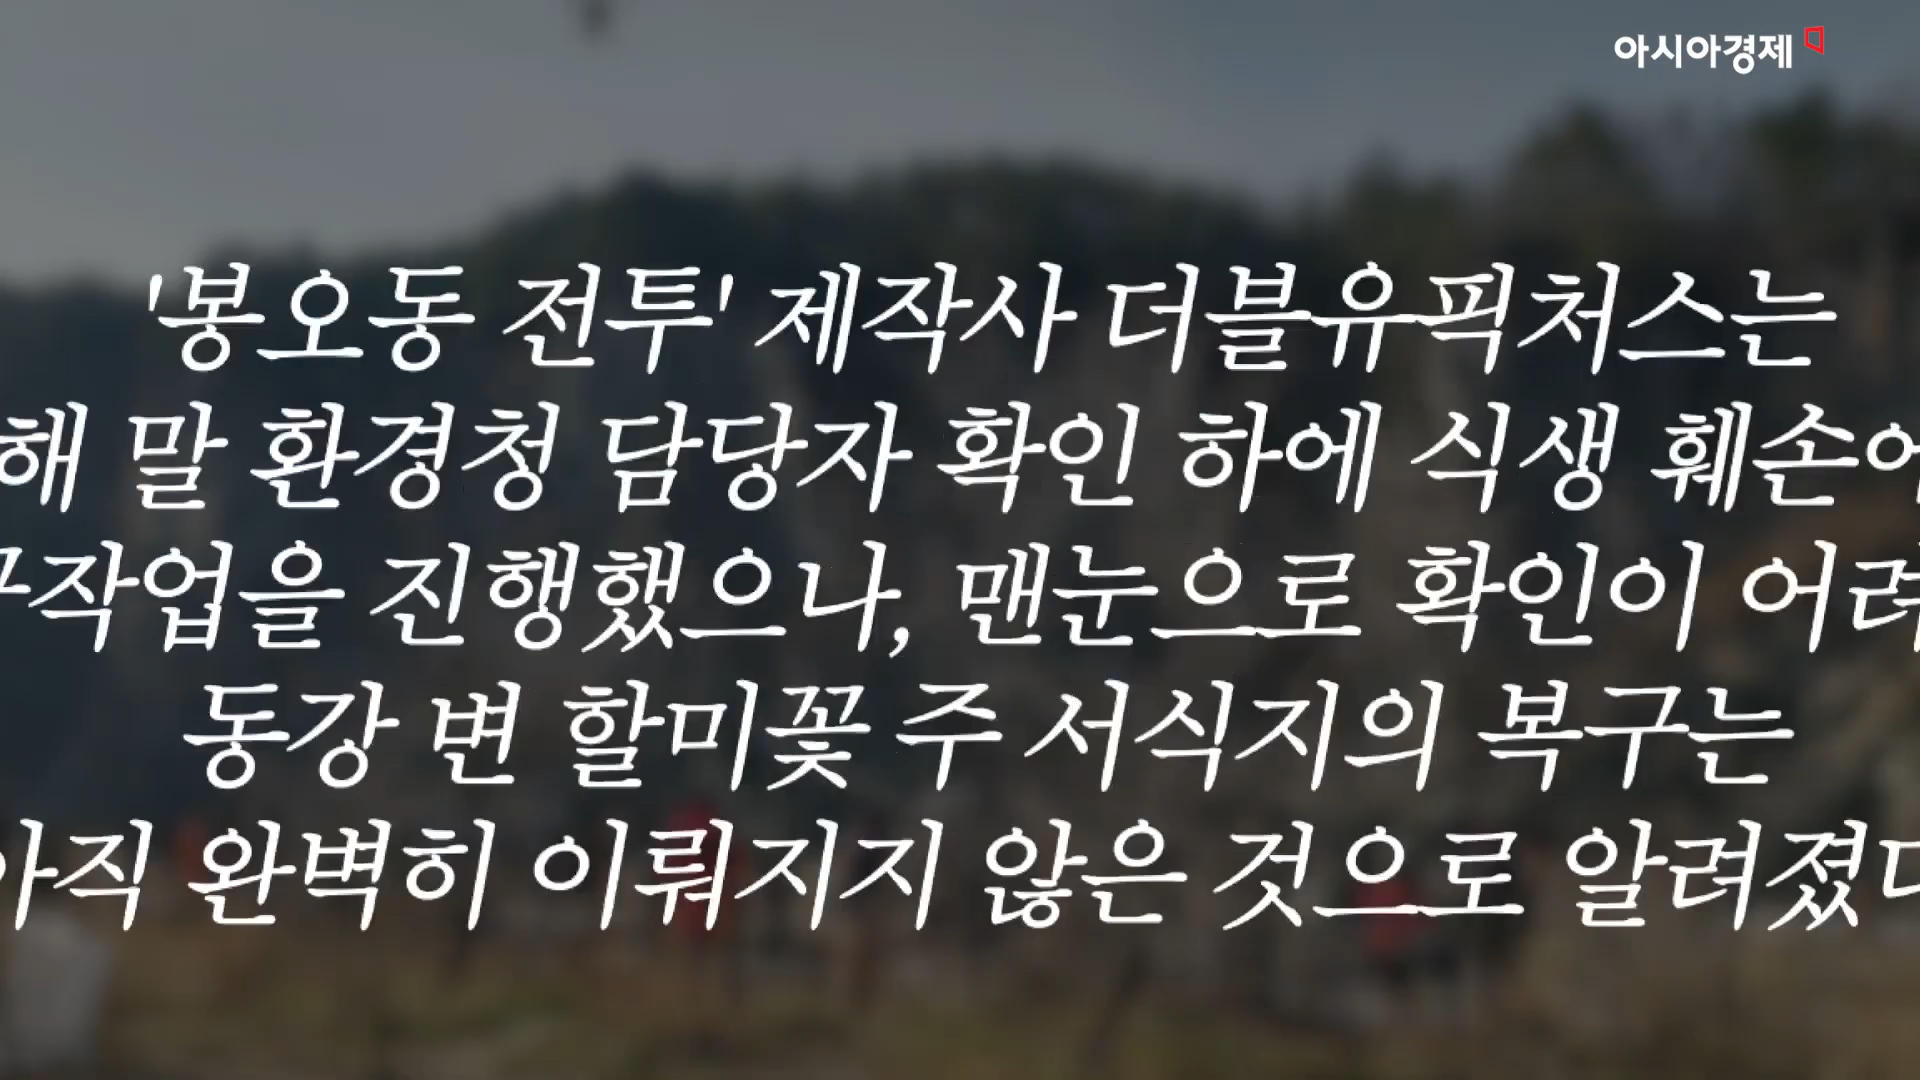 아시아경제
'봉오동 전투' 제작사 더블유픽처스는
해 말 환경청 담당자 확인 하에 식생 훼손에
작업을 진행했으나, 맨눈으로 확인이 어려
동강 변 할미꽃 주 서식지의 복구는
아직 완벽히 이뤄지지 않은 것으로 알려졌다